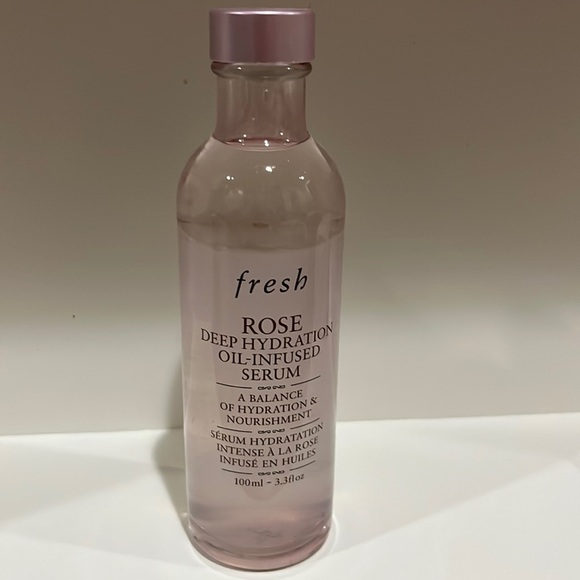 fresh
ROSE
DEEP HYDRATION
OIL-INFUSED
SERUM
A BALANCE
OF HYDRATION &
NOURISHMENT
SÉRUM HYDRATATION
INTENSE À LA ROSE
INFUSÉ EN HUILES
100ml - 3.3fl oz